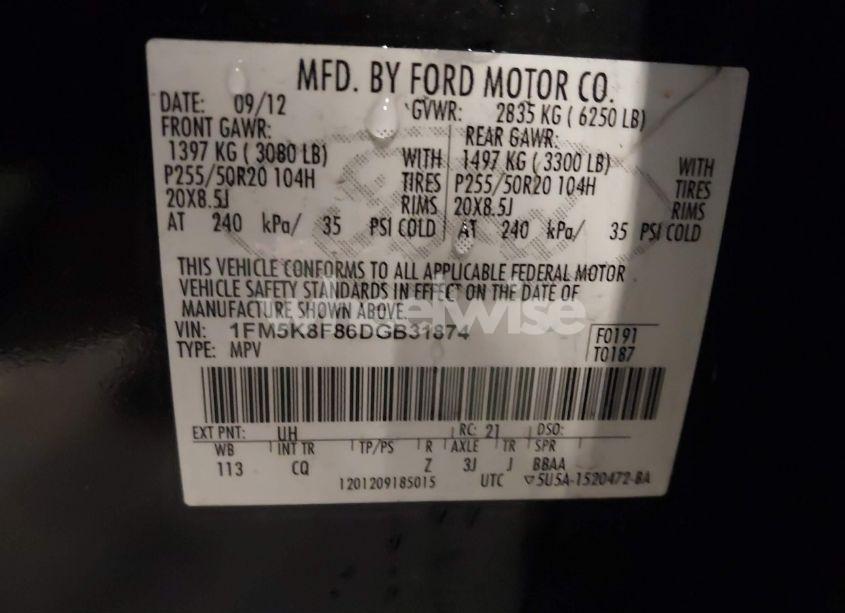 MFD. BY FORD MOTOR CO.
DATE: 09/12 GVWR: 2835 KG ( 6250 LB)
FRONT GAWR: REAR GAWR:
1397 KG ( 3080 LB) WITH 1497 KG ( 3300 LB) WITH
P255/50R20 104H TIRES P255/50R20 104H TIRES
20X8.5J RIMS 20X8.5J RIMS
AT 240 kPa/ 35 PSI COLD AT 240 kPa/ 35 PSI COLD
THIS VEHICLE CONFORMS TO ALL APPLICABLE FEDERAL MOTOR
VEHICLE SAFETY STANDARDS IN EFFECT ON THE DATE OF
MANUFACTURE SHOWN ABOVE.
VIN: 1FM5K8F86DGB31874 F0191
TYPE: MPV T0187
EXT PNT: UH RC: 21 DSO:
WB INT TR TP/PS R AXLE TR SPR
113 CQ Z 3J J BBAA
1201209185015 UTC ▽5U5A-1520472-BA